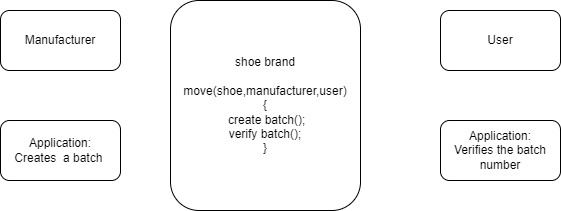 Manufacturer
Application:
Creates a batch
shoe brand
move(shoe,manufacturer,user)
{
create batch();
verify batch();
}
User
Application:
Verifies the batch
number